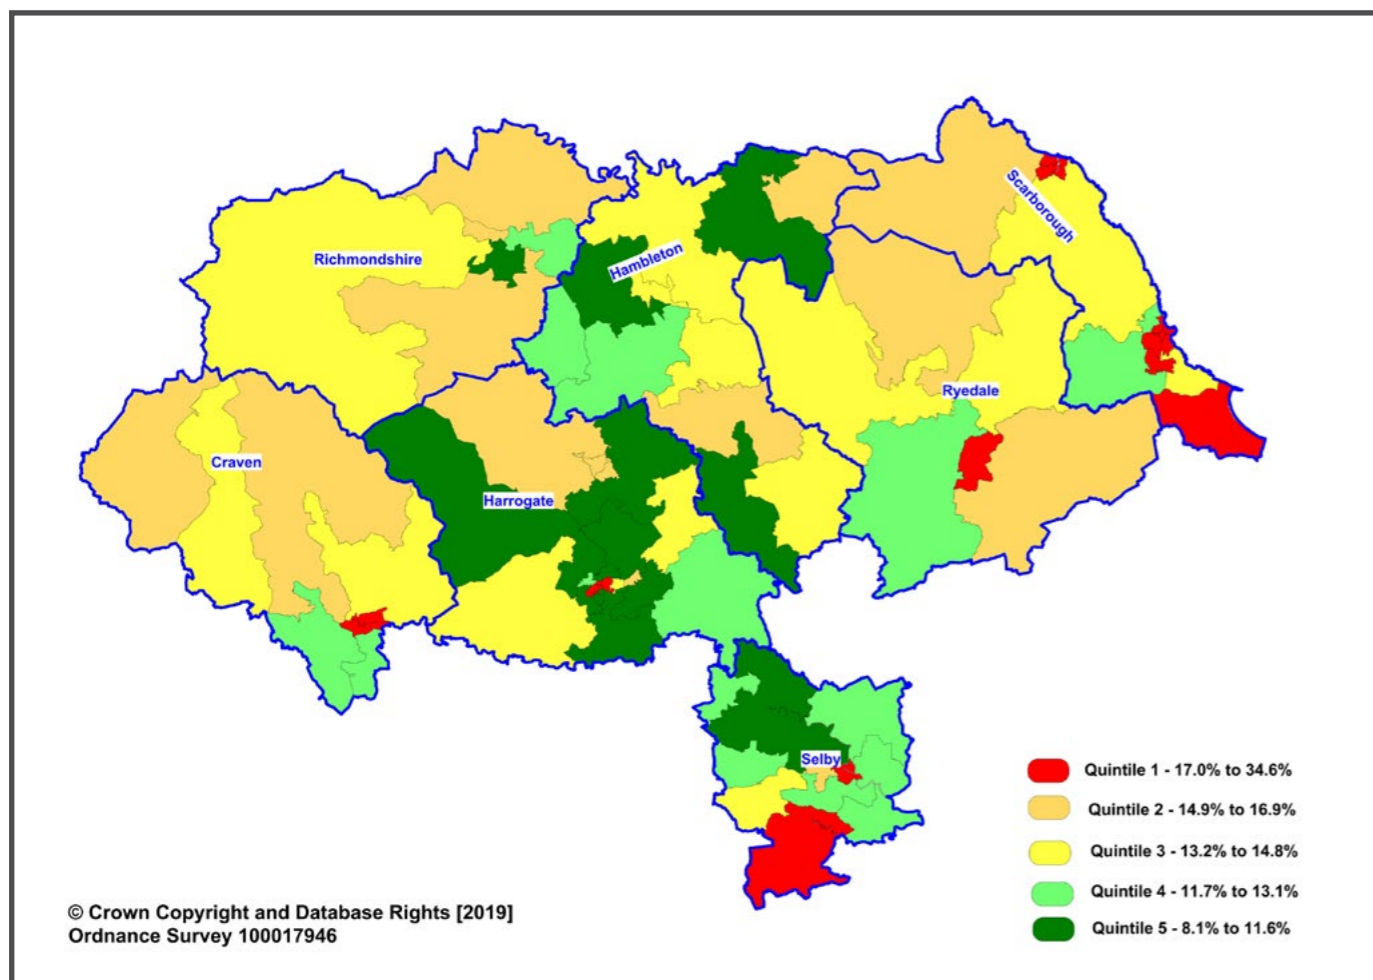 Scarborough
Richmondshire
Hambleton
Ryedale
Craven
Harrogate
Selby
Quintile 1 - 17.0% to 34.6%
Quintile 2 - 14.9% to 16.9%
Quintile 3 - 13.2% to 14.8%
Quintile 4 - 11.7% to 13.1%
Quintile 5 - 8.1% to 11.6%
© Crown Copyright and Database Rights [2019]
Ordnance Survey 100017946